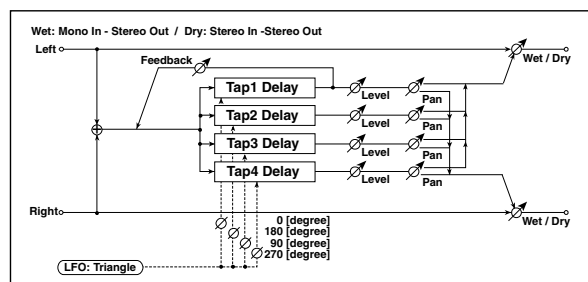 Wet: Mono In - Stereo Out / Dry: Stereo In -Stereo Out
Left
Wet / Dry
Feedback
Tap1 Delay
Level
Pan
Tap2 Delay
Level
Pan
Tap3 Delay
Level
Pan
Tap4 Delay
Level
Pan
Right
Wet / Dry
0 [degree]
180 [degree]
90 [degree]
270 [degree]
LFO: Triangle